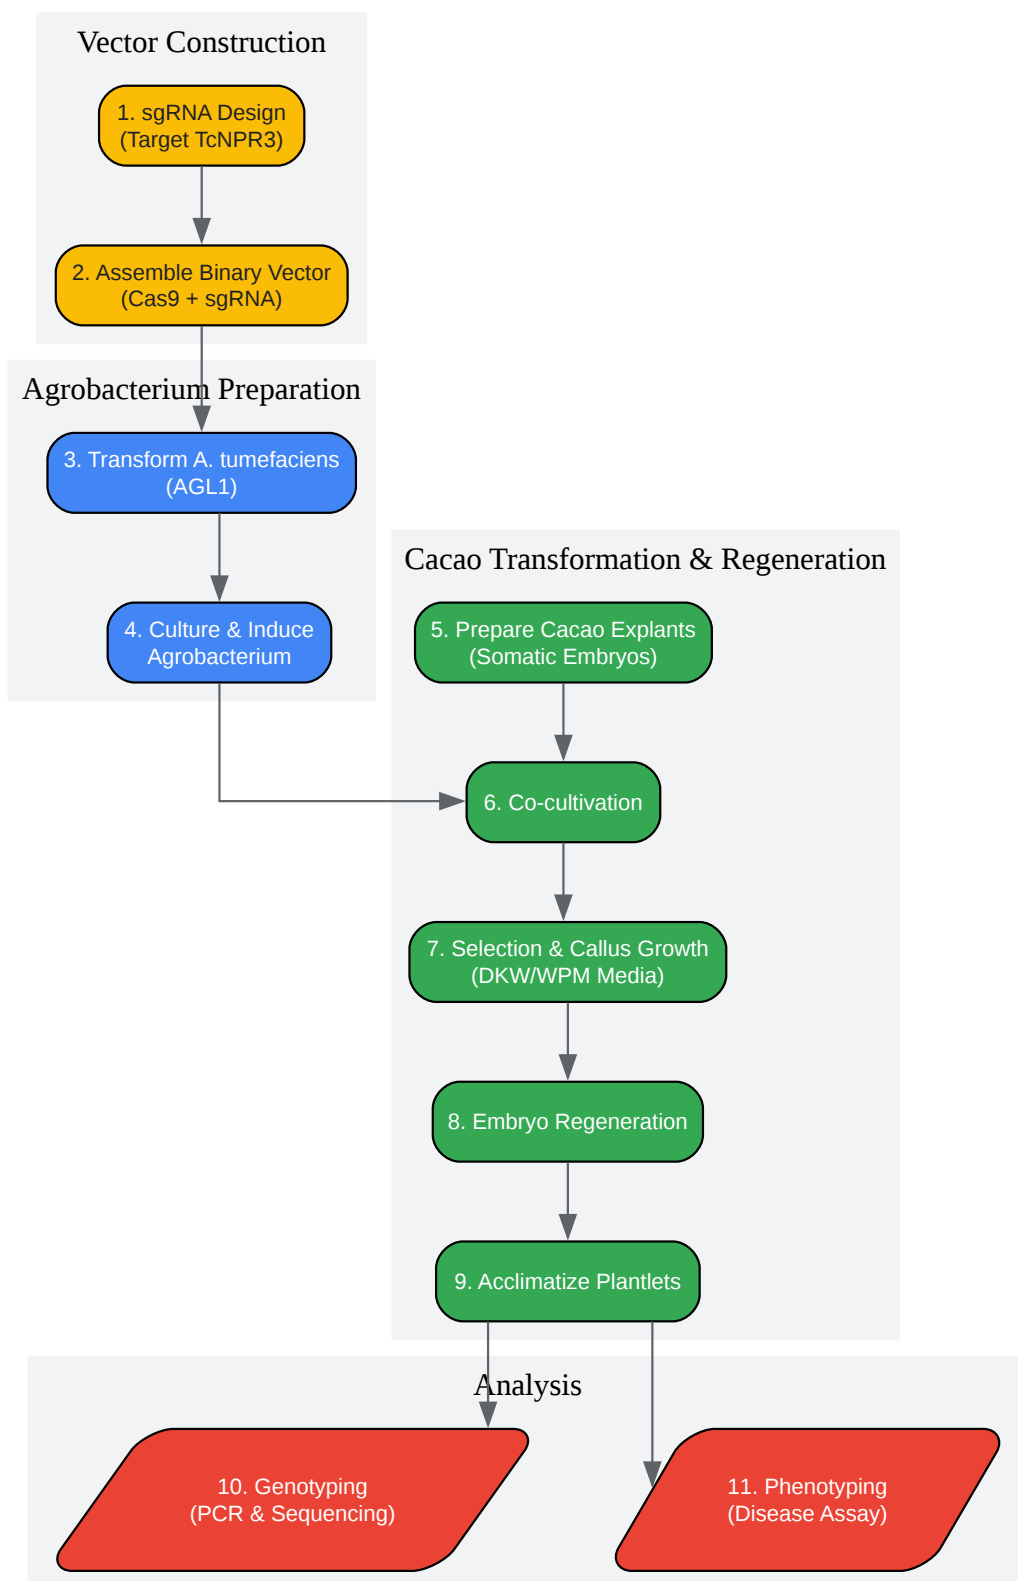 Vector Construction
1. sgRNA Design
(Target TcNPR3)
2. Assemble Binary Vector
(Cas9 + sgRNA)
Agrobacterium Preparation
3. Transform A. tumefaciens
(AGL1)
4. Culture & Induce
Agrobacterium
Cacao Transformation & Regeneration
5. Prepare Cacao Explants
(Somatic Embryos)
6. Co-cultivation
7. Selection & Callus Growth
(DKW/WPM Media)
8. Embryo Regeneration
9. Acclimatize Plantlets
Analysis
10. Genotyping
(PCR & Sequencing)
11. Phenotyping
(Disease Assay)